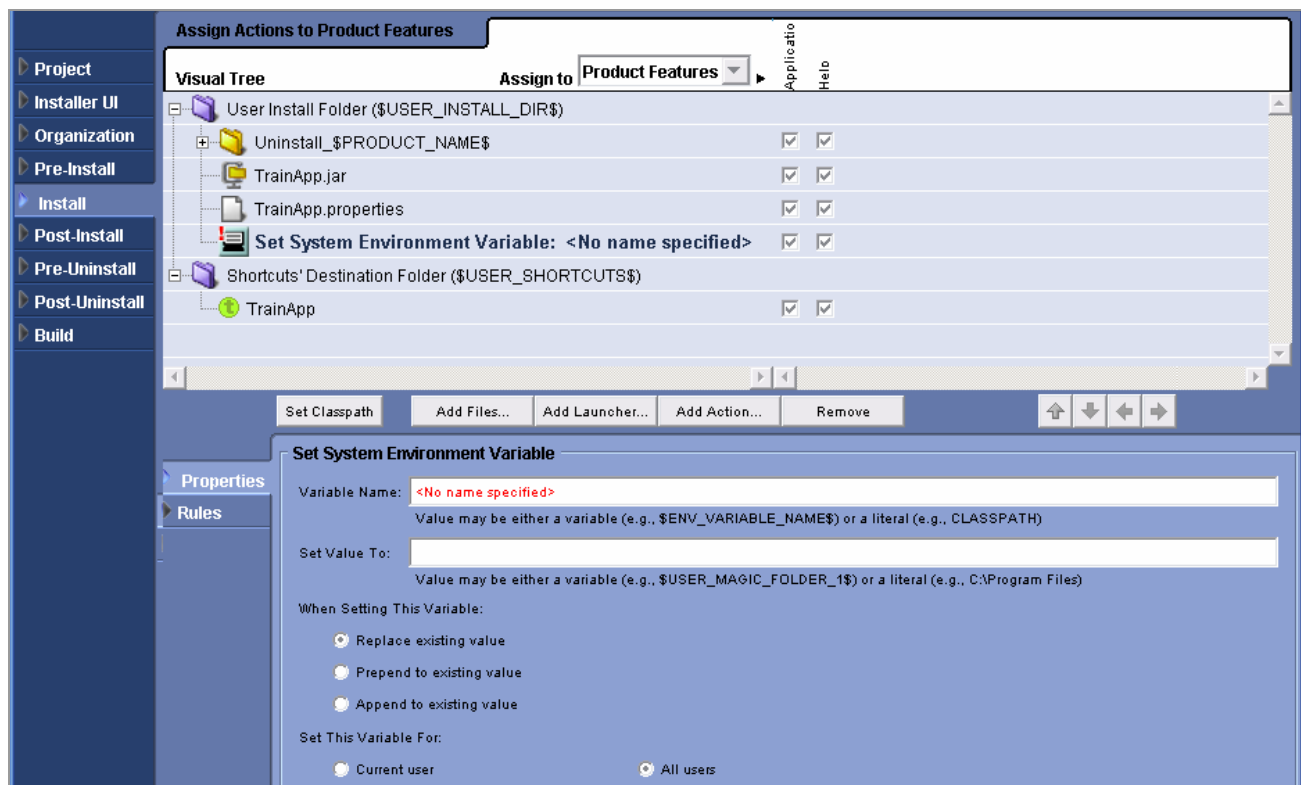 Assign Actions to Product Features
Visual Tree
Assign to Product Features
Applicatio
Help
Project
Installer UI
Organization
Pre-Install
Install
Post-Install
Pre-Uninstall
Post-Uninstall
Build
User Install Folder ($USER_INSTALL_DIR$)
Uninstall_$PRODUCT_NAME$
TrainApp.jar
TrainApp.properties
Set System Environment Variable: <No name specified>
Shortcuts' Destination Folder ($USER_SHORTCUTS$)
TrainApp
Set Classpath Add Files... Add Launcher... Add Action... Remove
Properties
Rules
Set System Environment Variable
Variable Name: <No name specified>
Value may be either a variable (e.g., $ENV_VARIABLE_NAME$) or a literal (e.g., CLASSPATH)
Set Value To:
Value may be either a variable (e.g., $USER_MAGIC_FOLDER_1$) or a literal (e.g., C:\Program Files)
When Setting This Variable:
Replace existing value
Prepend to existing value
Append to existing value
Set This Variable For:
Current user All users